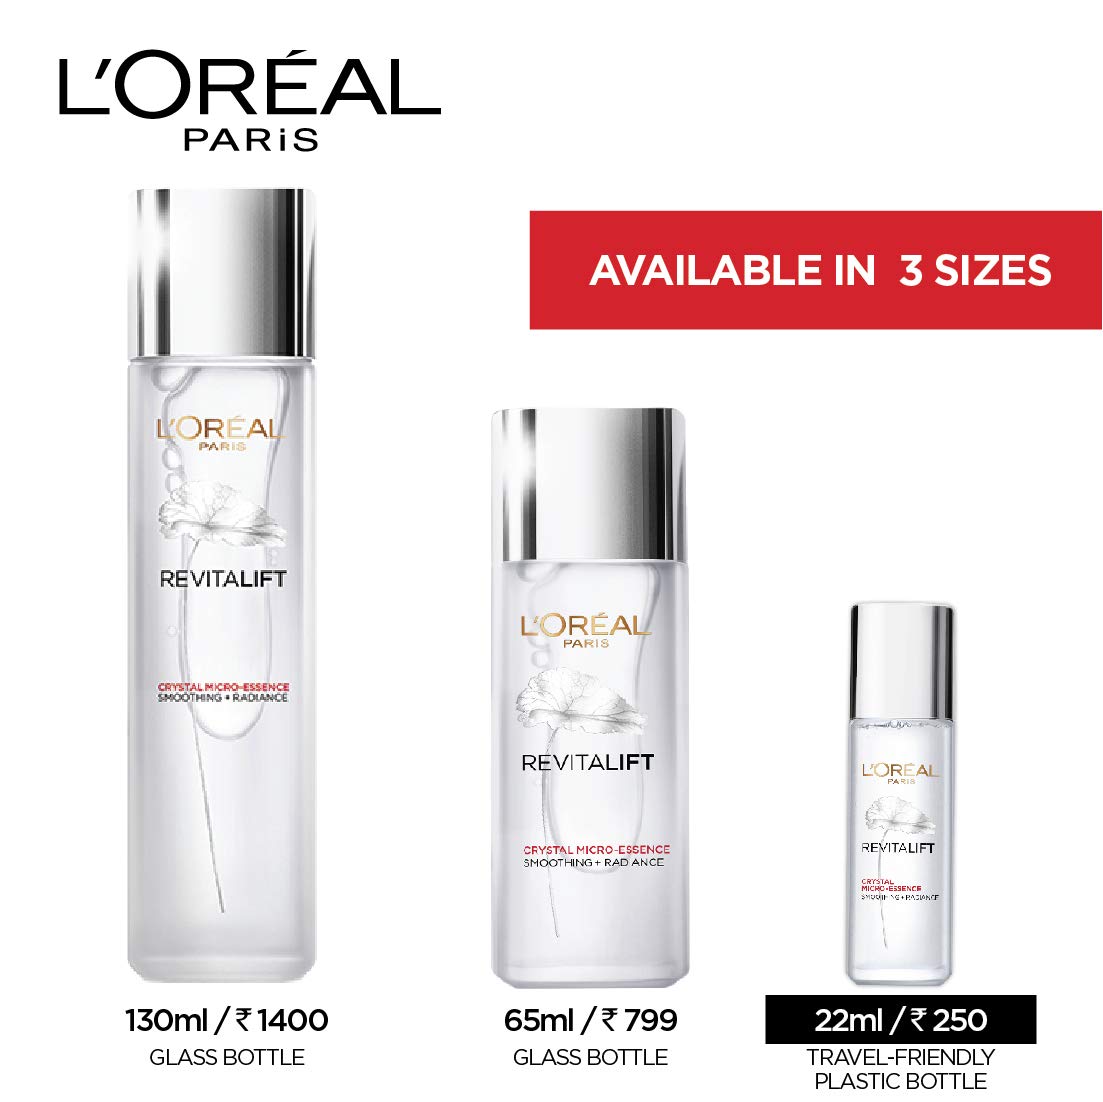 L'ORÉAL
PARiS
AVAILABLE IN 3 SIZES
L'ORÉAL
PARIS
REVITALIFT
CRYSTAL MICRO-ESSENCE
SMOOTHING + RADIANCE
130ml / ₹ 1400
GLASS BOTTLE
L'ORÉAL
PARIS
REVITALIFT
CRYSTAL MICRO-ESSENCE
SMOOTHING + RADIANCE
65ml / ₹ 799
GLASS BOTTLE
L'ORÉAL
PARIS
REVITALIFT
CRYSTAL
MICRO-ESSENCE
SMOOTHING + RADIANCE
22ml / ₹ 250
TRAVEL-FRIENDLY
PLASTIC BOTTLE